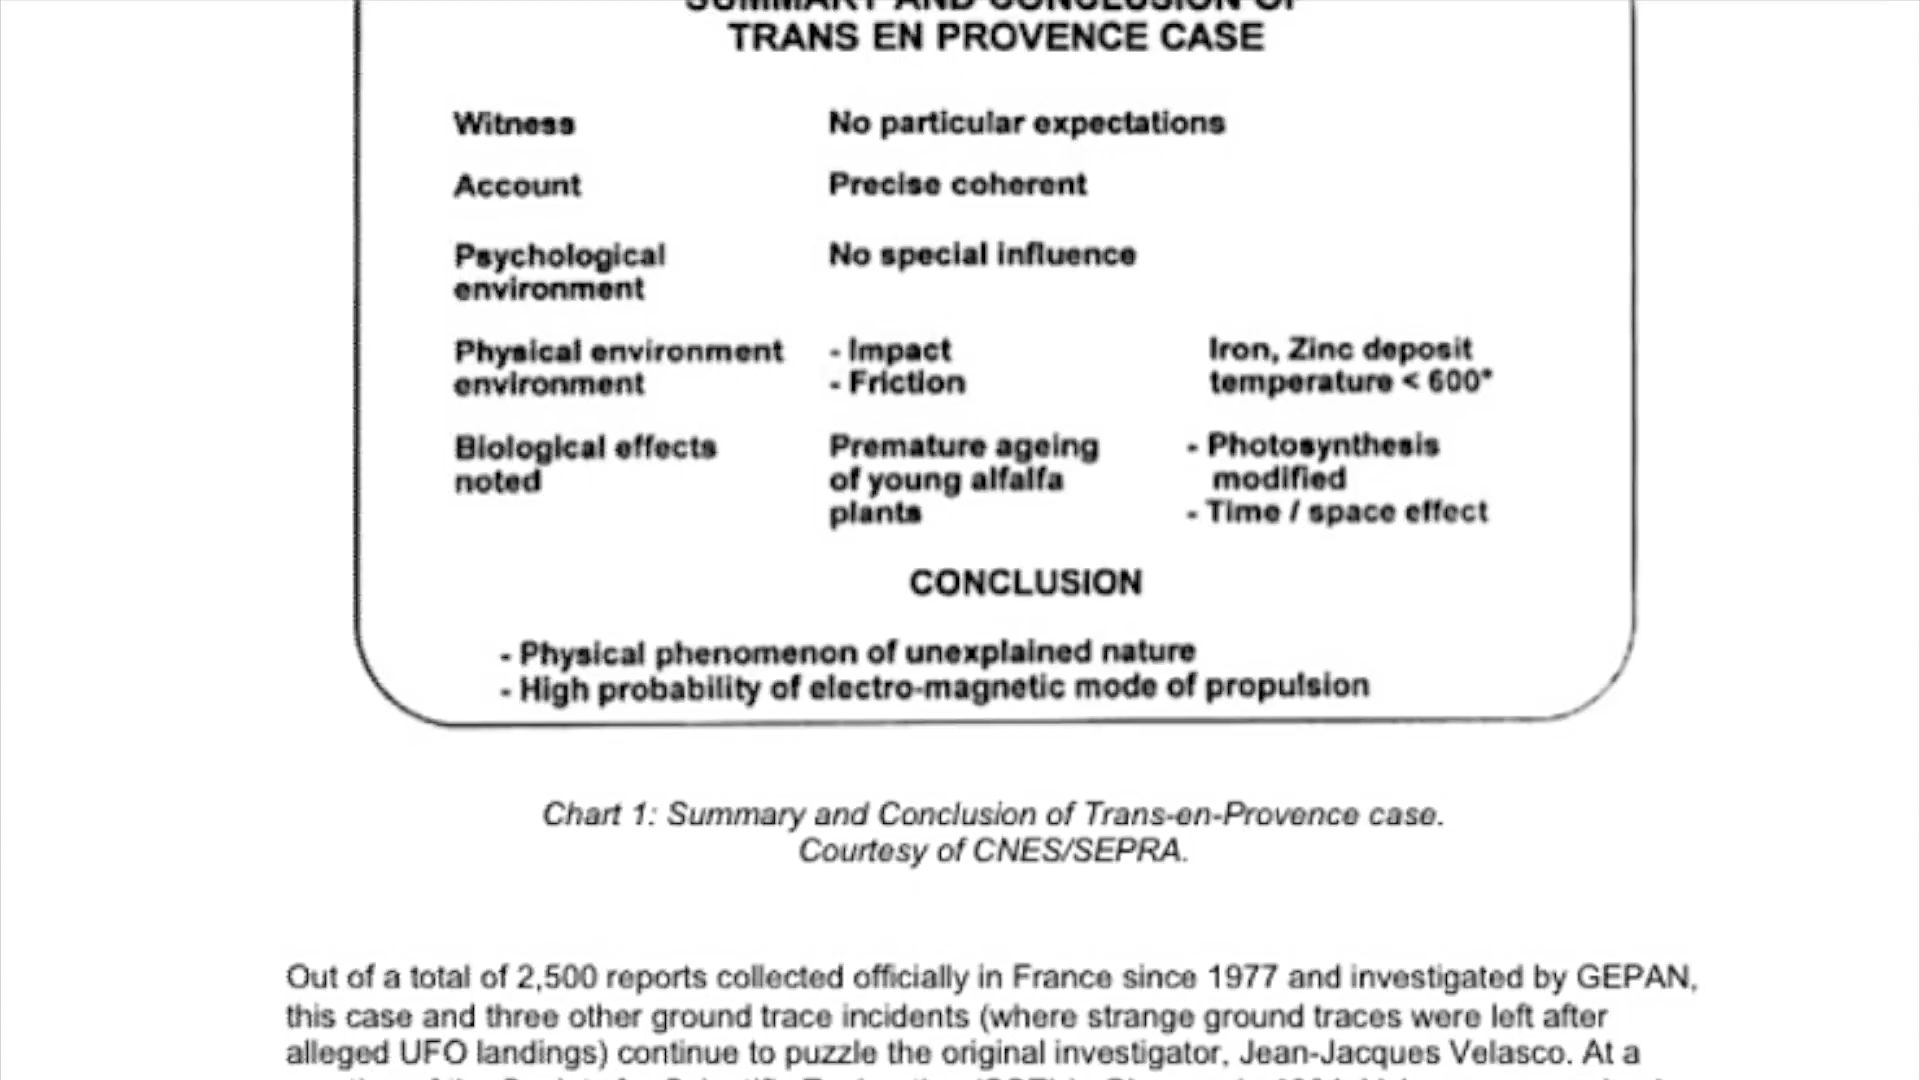 SUMMARY AND CONCLUSION OF
TRANS EN PROVENCE CASE
Witness No particular expectations
Account Precise coherent
Psychological No special influence
environment
Physical environment - Impact Iron, Zinc deposit
environment - Friction temperature < 600°
Biological effects Premature ageing - Photosynthesis
noted of young alfalfa modified
plants - Time / space effect
CONCLUSION
- Physical phenomenon of unexplained nature
- High probability of electro-magnetic mode of propulsion
Chart 1: Summary and Conclusion of Trans-en-Provence case.
Courtesy of CNES/SEPRA.
Out of a total of 2,500 reports collected officially in France since 1977 and investigated by GEPAN,
this case and three other ground trace incidents (where strange ground traces were left after
alleged UFO landings) continue to puzzle the original investigator, Jean-Jacques Velasco. At a